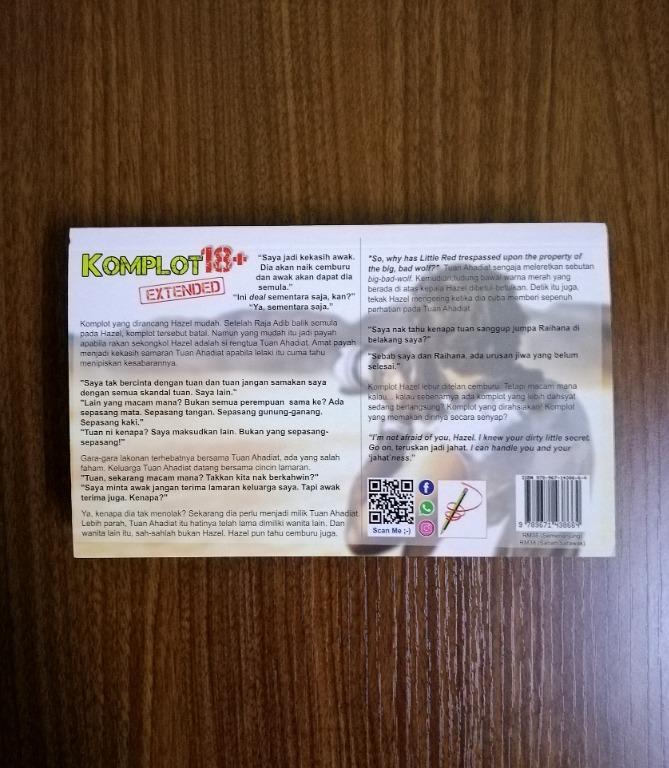 KOMPLOT 18+
EXTENDED
"Saya jadi kekasih awak.
Dia akan naik cemburu
dan awak akan dapat dia
semula."
"Ini deal sementara saja, kan?"
"Ya, sementara saja."
Komplot yang dirancang Hazel mudah. Setelah Raja Adib balik semula
pada Hazel, komplot tersebut batal. Namun yang mudah itu jadi payah
apabila rakan sekongkol Hazel adalah si rengtua Tuan Ahadiat. Amat payah
menjadi kekasih samaran Tuan Ahadiat apabila lelaki itu cuma tahu
menipiskan kesabarannya.
"Saya tak bercinta dengan tuan dan tuan jangan samakan saya
dengan semua skandal tuan. Saya lain."
"Lain yang macam mana? Bukan semua perempuan sama ke? Ada
sepasang mata. Sepasang tangan. Sepasang gunung-ganang.
Sepasang kaki."
"Tuan ni kenapa? Saya maksudkan lain. Bukan yang sepasang-
sepasang!"
Gara-gara lakonan terhebatnya bersama Tuan Ahadiat, ada yang salah
faham. Keluarga Tuan Ahadiat datang bersama cincin lamaran.
"Tuan, sekarang macam mana? Takkan kita nak berkahwin?"
"Saya minta awak jangan terima lamaran keluarga saya. Tapi awak
terima juga. Kenapa?"
Ya, kenapa dia tak menolak? Sekarang dia perlu menjadi milik Tuan Ahadiat.
Lebih parah, Tuan Ahadiat itu hatinya telah lama dimiliki wanita lain. Dan
wanita lain itu, sah-sahlah bukan Hazel. Hazel pun tahu cemburu juga.
"So, why has Little Red trespassed upon the property of
the big, bad wolf?" Tuan Ahadiat sengaja meleretkan sebutan
big-bad-wolf. Kemudian tudung bawal warna merah yang
berada di atas kepala Hazel dibetul-betulkan. Detik itu juga,
tekak Hazel mengering ketika dia cuba memberi sepenuh
perhatian pada Tuan Ahadiat.
"Saya nak tahu kenapa tuan sanggup jumpa Raihana di
belakang saya?"
"Sebab saya dan Raihana, ada urusan jiwa yang belum
selesai."
Komplot Hazel lebur ditelan cemburu. Tetapi macam mana
kalau... kalau sebenarnya ada komplot yang lebih dahsyat
sedang berlangsung? Komplot yang dirahsiakan! Komplot
yang memakan dirinya secara senyap?
"I'm not afraid of you, Hazel. I knew your dirty little secret.
Go on, teruskan jadi jahat. I can handle you and your
'jahat'ness."
Scan Me ;-)
9 789671 438664
RM38 (Semenanjung)